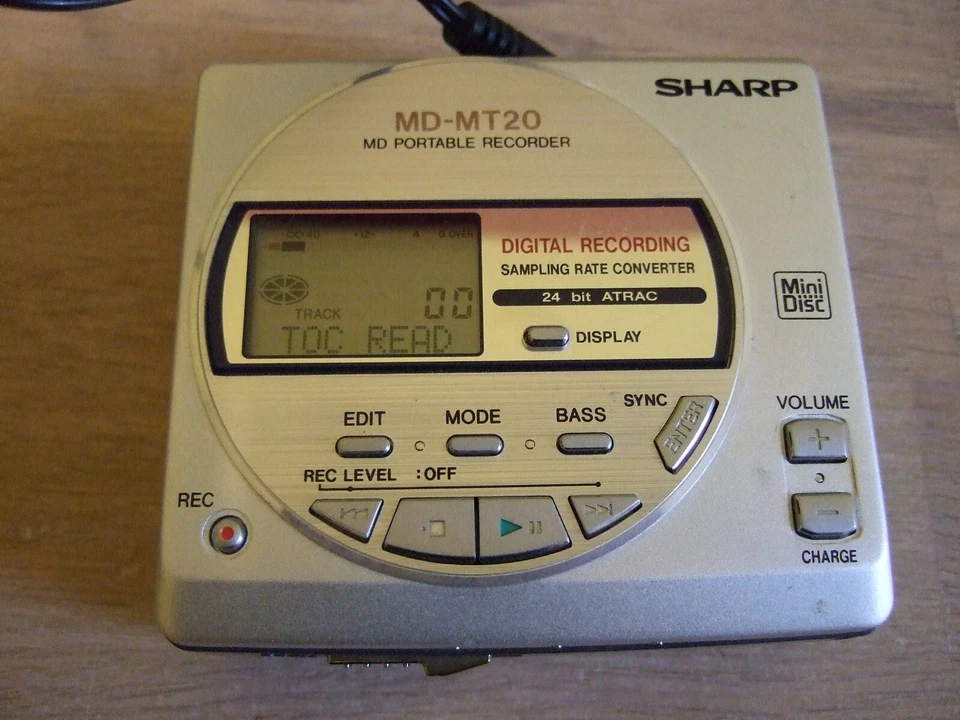 SHARP
MD-MT20
MD PORTABLE RECORDER
DIGITAL RECORDING
SAMPLING RATE CONVERTER
24 bit ATRAC
DISPLAY
OVER
TRACK 00
TOC READ
Mini
Disc
SYNC
ENTER
EDIT MODE BASS
REC LEVEL :OFF
VOLUME
+
-
CHARGE
REC